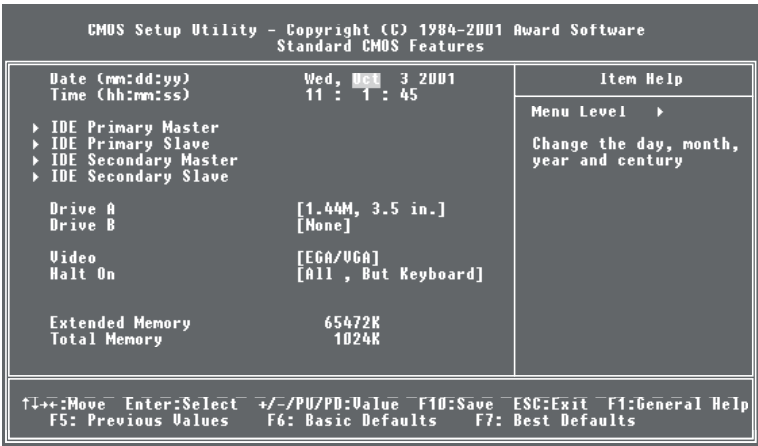 CMOS Setup Utility - Copyright (C) 1984-2001 Award Software
Standard CMOS Features
Date (mm:dd:yy) Wed, Oct 3 2001
Time (hh:mm:ss) 11 : 1 : 45
IDE Primary Master
IDE Primary Slave
IDE Secondary Master
IDE Secondary Slave
Drive A [1.44M, 3.5 in.]
Drive B [None]
Video [EGA/VGA]
Halt On [All , But Keyboard]
Extended Memory 65472K
Total Memory 1024K
Item Help
Menu Level ▸
Change the day, month,
year and century
↑↓→←:Move Enter:Select +/-/PU/PD:Value F10:Save ESC:Exit F1:General Help
F5: Previous Values F6: Basic Defaults F7: Best Defaults